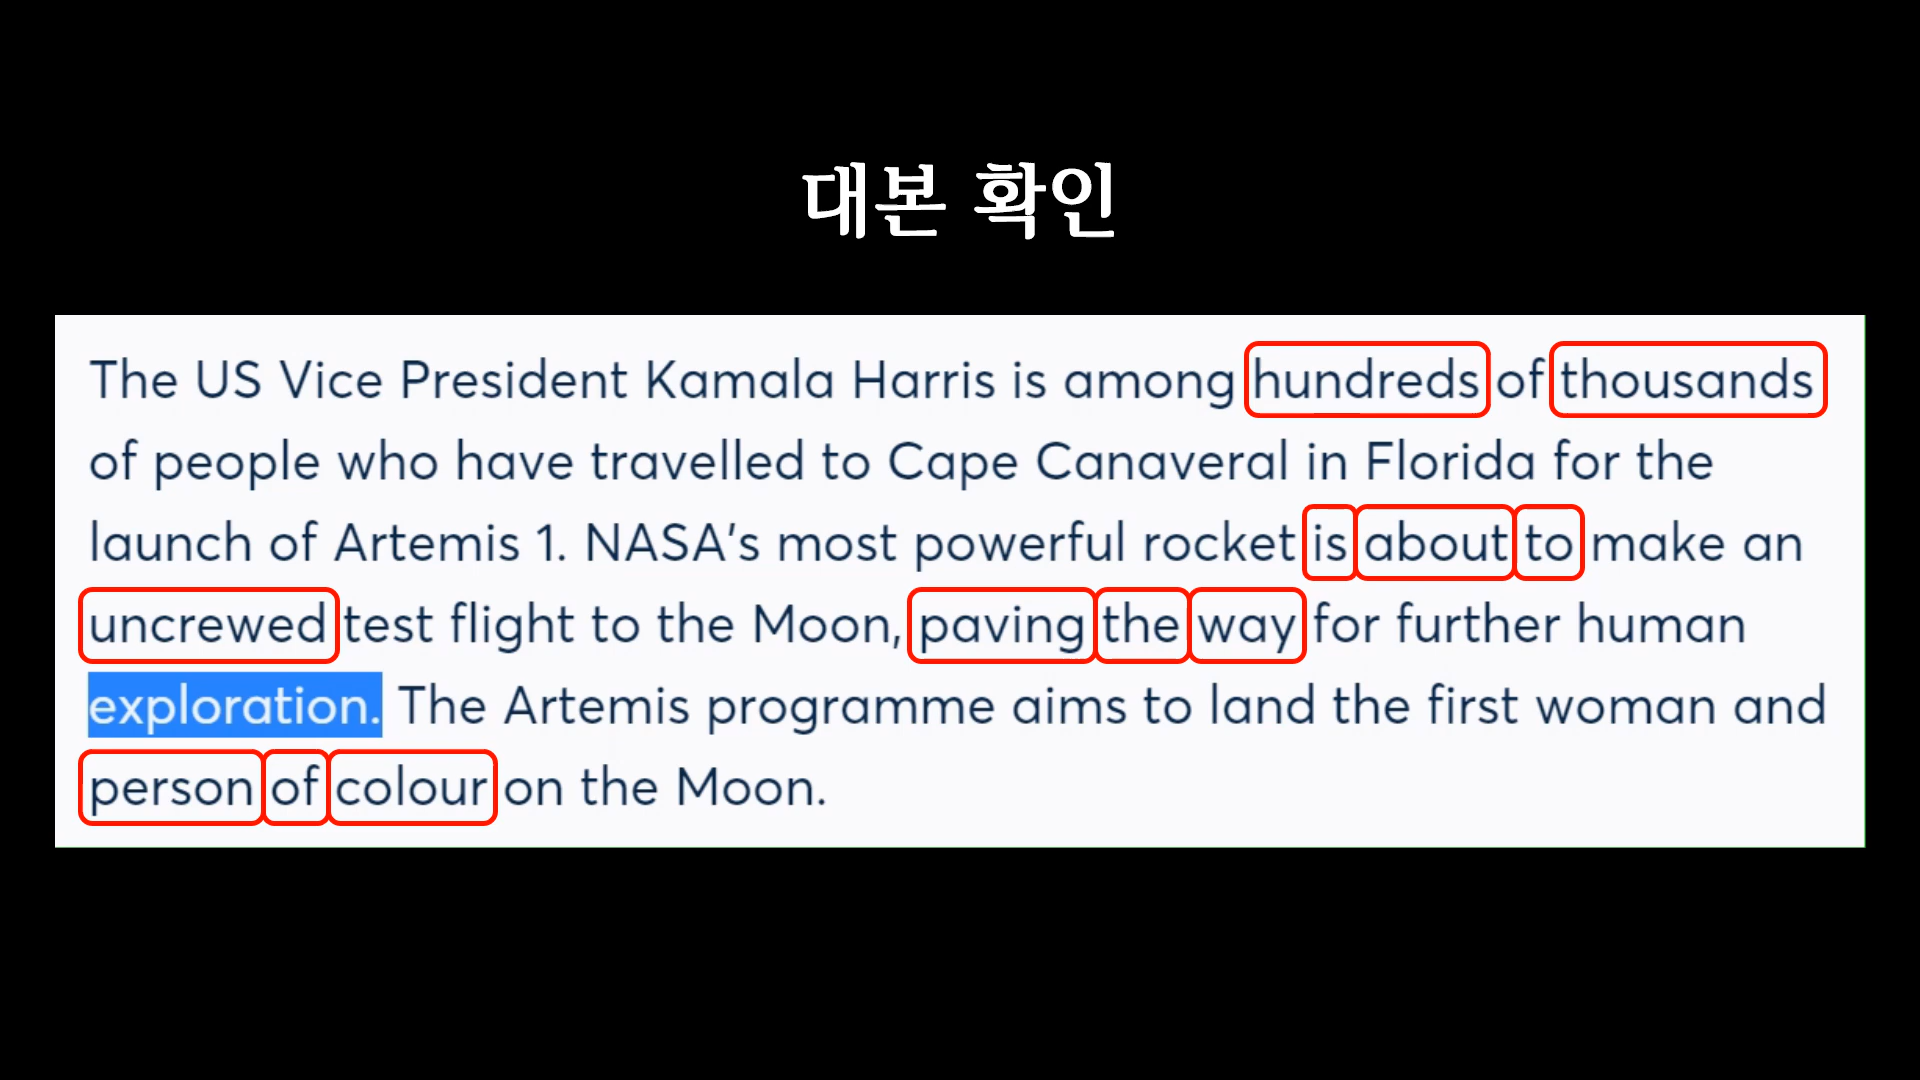 대본 확인
The US Vice President Kamala Harris is among hundreds of thousands
of people who have travelled to Cape Canaveral in Florida for the
launch of Artemis 1. NASA's most powerful rocket is about to make an
uncrewed test flight to the Moon, paving the way for further human
exploration. The Artemis programme aims to land the first woman and
person of colour on the Moon.